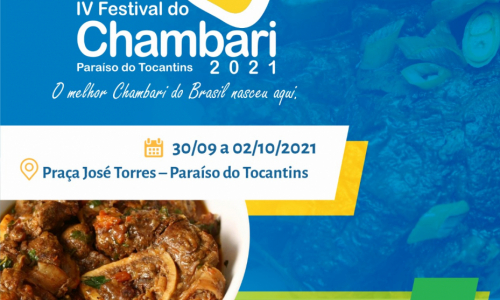 IV Festival do
Chambari
Paraíso do Tocantins 2021
O melhor Chambari do Brasil nasceu aqui.
30/09 a 02/10/2021
Praça José Torres – Paraíso do Tocantins